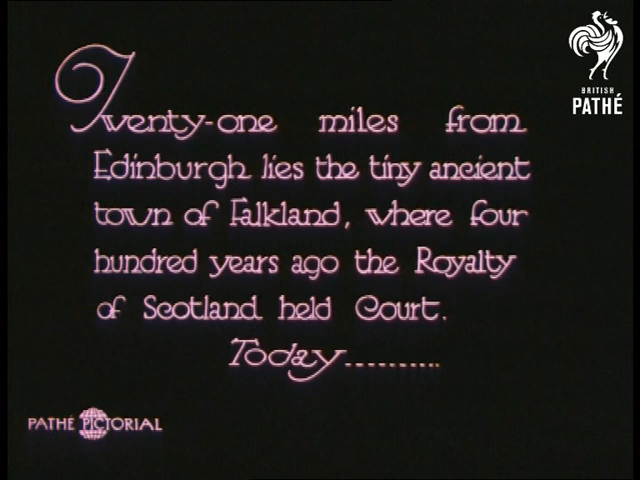 BRITISH
PATHÉ
Twenty-one miles from
Edinburgh lies the tiny ancient
town of Falkland, where four
hundred years ago the Royalty
of Scotland held Court.
Today..........
PATHÉ PICTORIAL